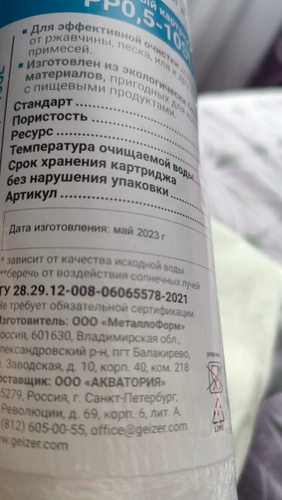 PP0,5-10S
Для эффективной очистки
от ржавчины, песка, ила и
примесей.
Изготовлен из экологически
материалов, пригодных для
с пищевыми продуктами.
Стандарт
Пористость
Ресурс
Температура очищаемой воды
Срок хранения картриджа
без нарушения упаковки
Артикул
Дата изготовления: май 2023 г
* зависит от качества исходной воды
**беречь от воздействия солнечных лучей
ТУ 28.29.12-008-06065578-2021
Не требует обязательной сертификации.
Изготовитель: ООО «МеталлоФорм»
Россия, 601630, Владимирская обл.,
Александровский р-н, пгт Балакирево,
Заводская, д. 10, корп. 40, ком. 218
Поставщик: ООО «АКВАТОРИЯ»
5279, Россия, г. Санкт-Петербург,
Революции, д. 69, корп. 6, лит. А.
(812) 605-00-55, office@geizer.com
www.geizer.com